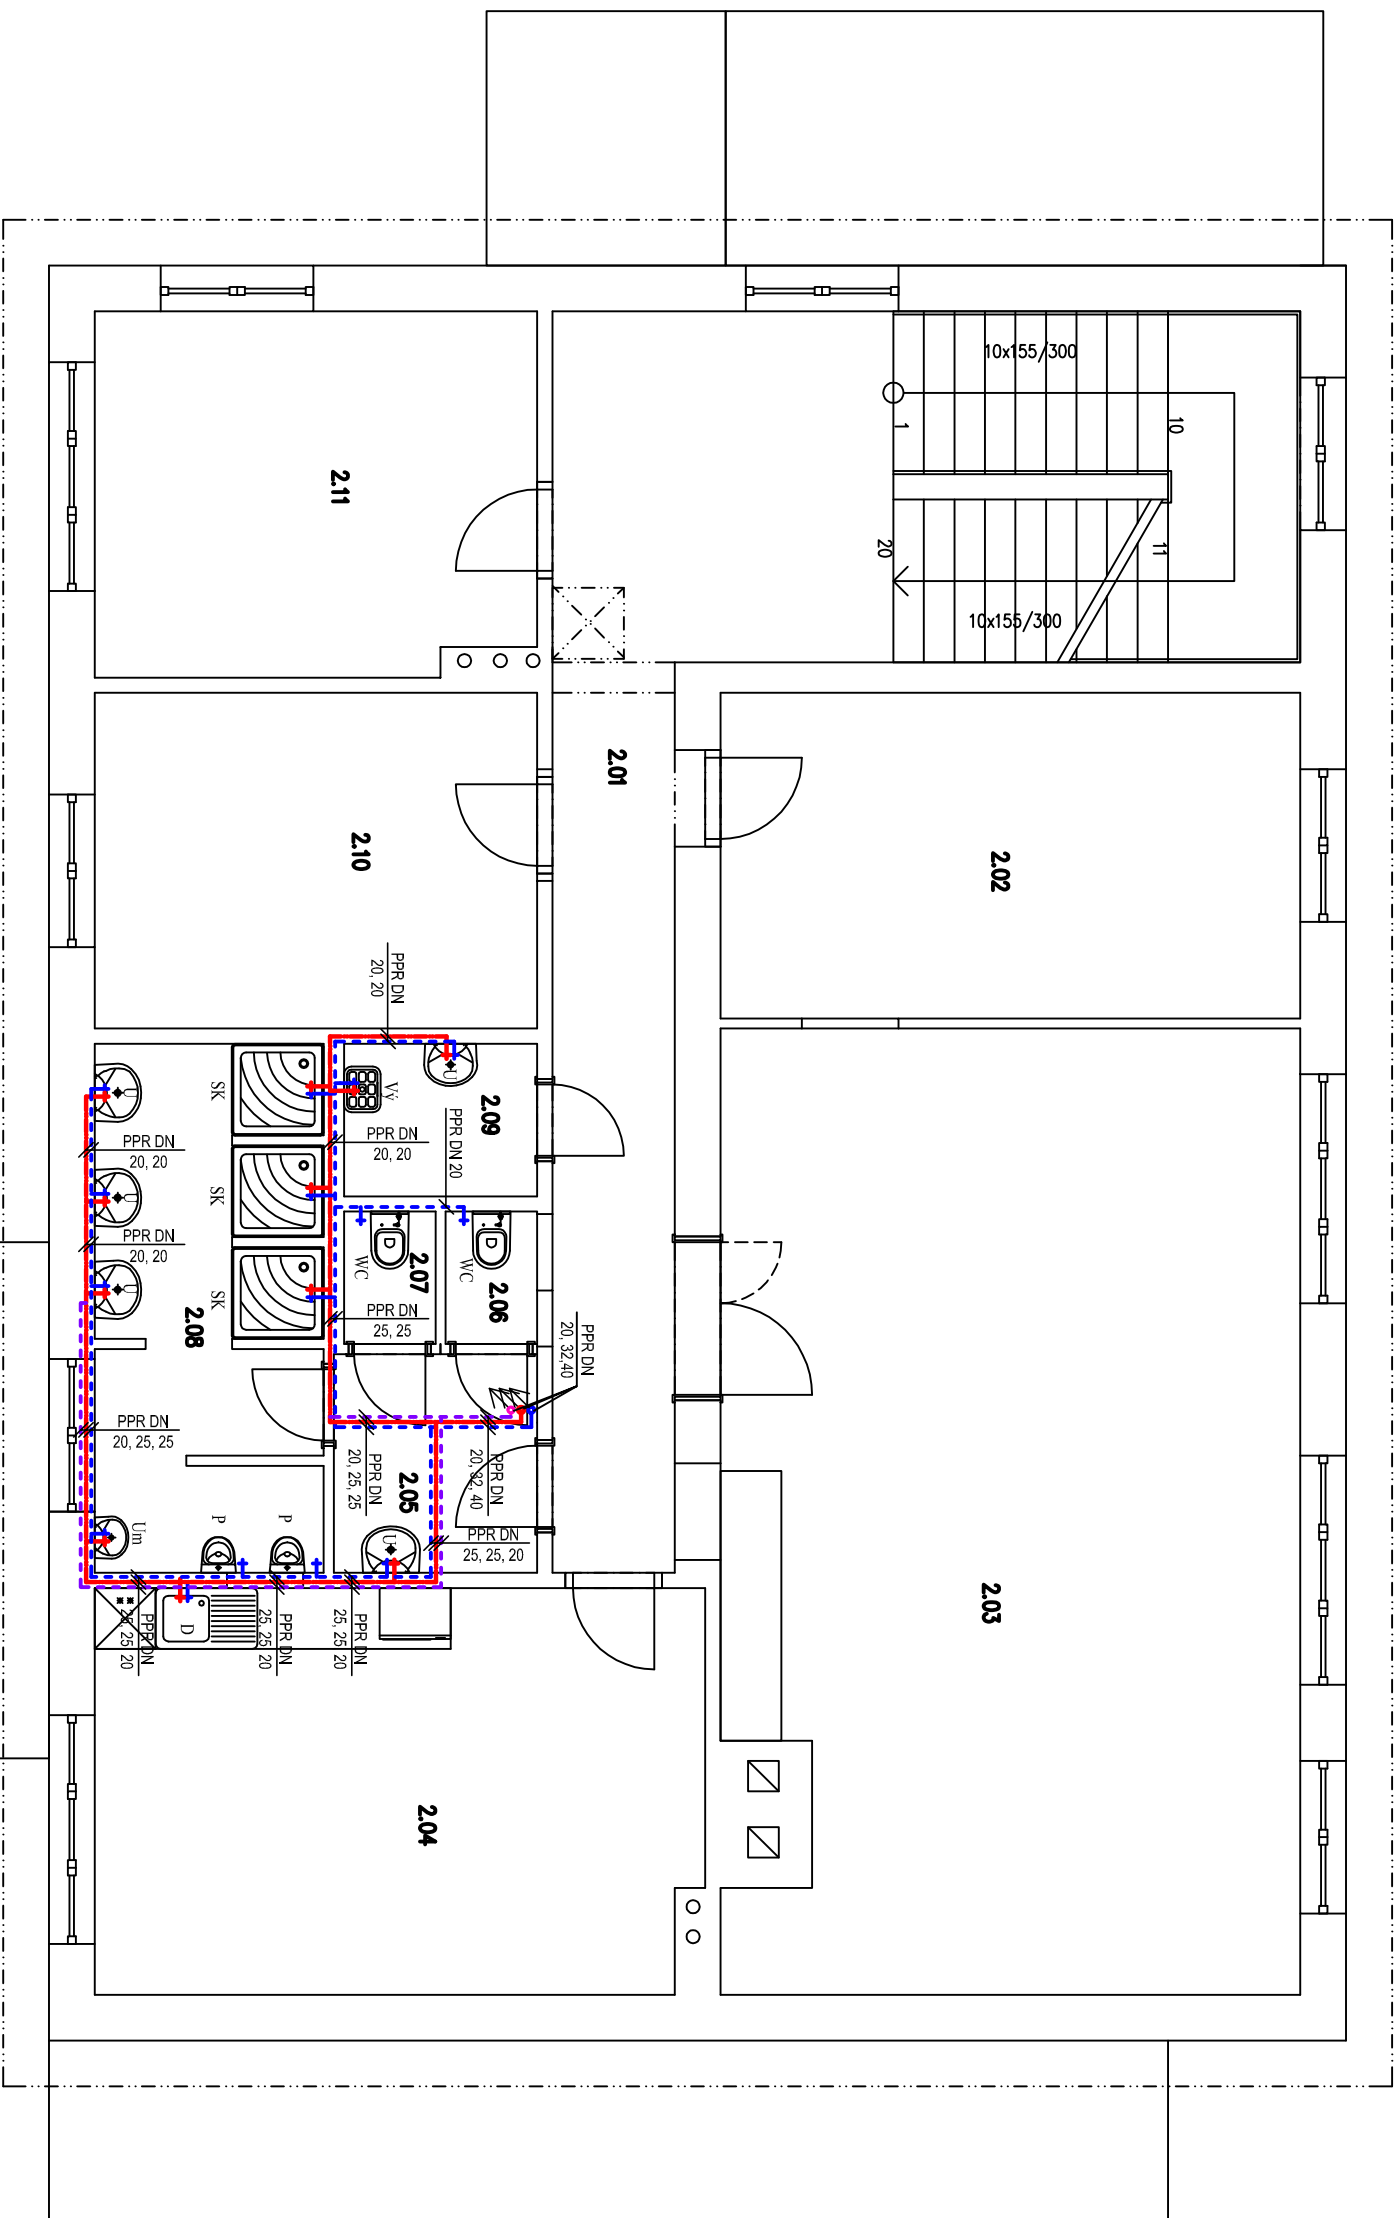 10x155/300
10
1
11
20
10x155/300
2.11
2.01
2.10
2.02
PPR DN
20, 20
2.09
U
Vý
PPR DN 20
PPR DN
20, 20
SK
SK
SK
U
U
U
PPR DN
20, 20
PPR DN
20, 20
WC
WC
2.07
2.06
2.08
PPR DN
25, 25
PPR DN
20, 32,40
PPR DN
20, 25, 25
PPR DN
20, 25, 25
PPR DN
20, 32, 40
2.05
PPR DN
25, 25, 20
U
Um
P
P
D
PPR DN
25, 25 20
PPR DN
25, 25 20
PPR DN
25, 25 20
2.03
2.04